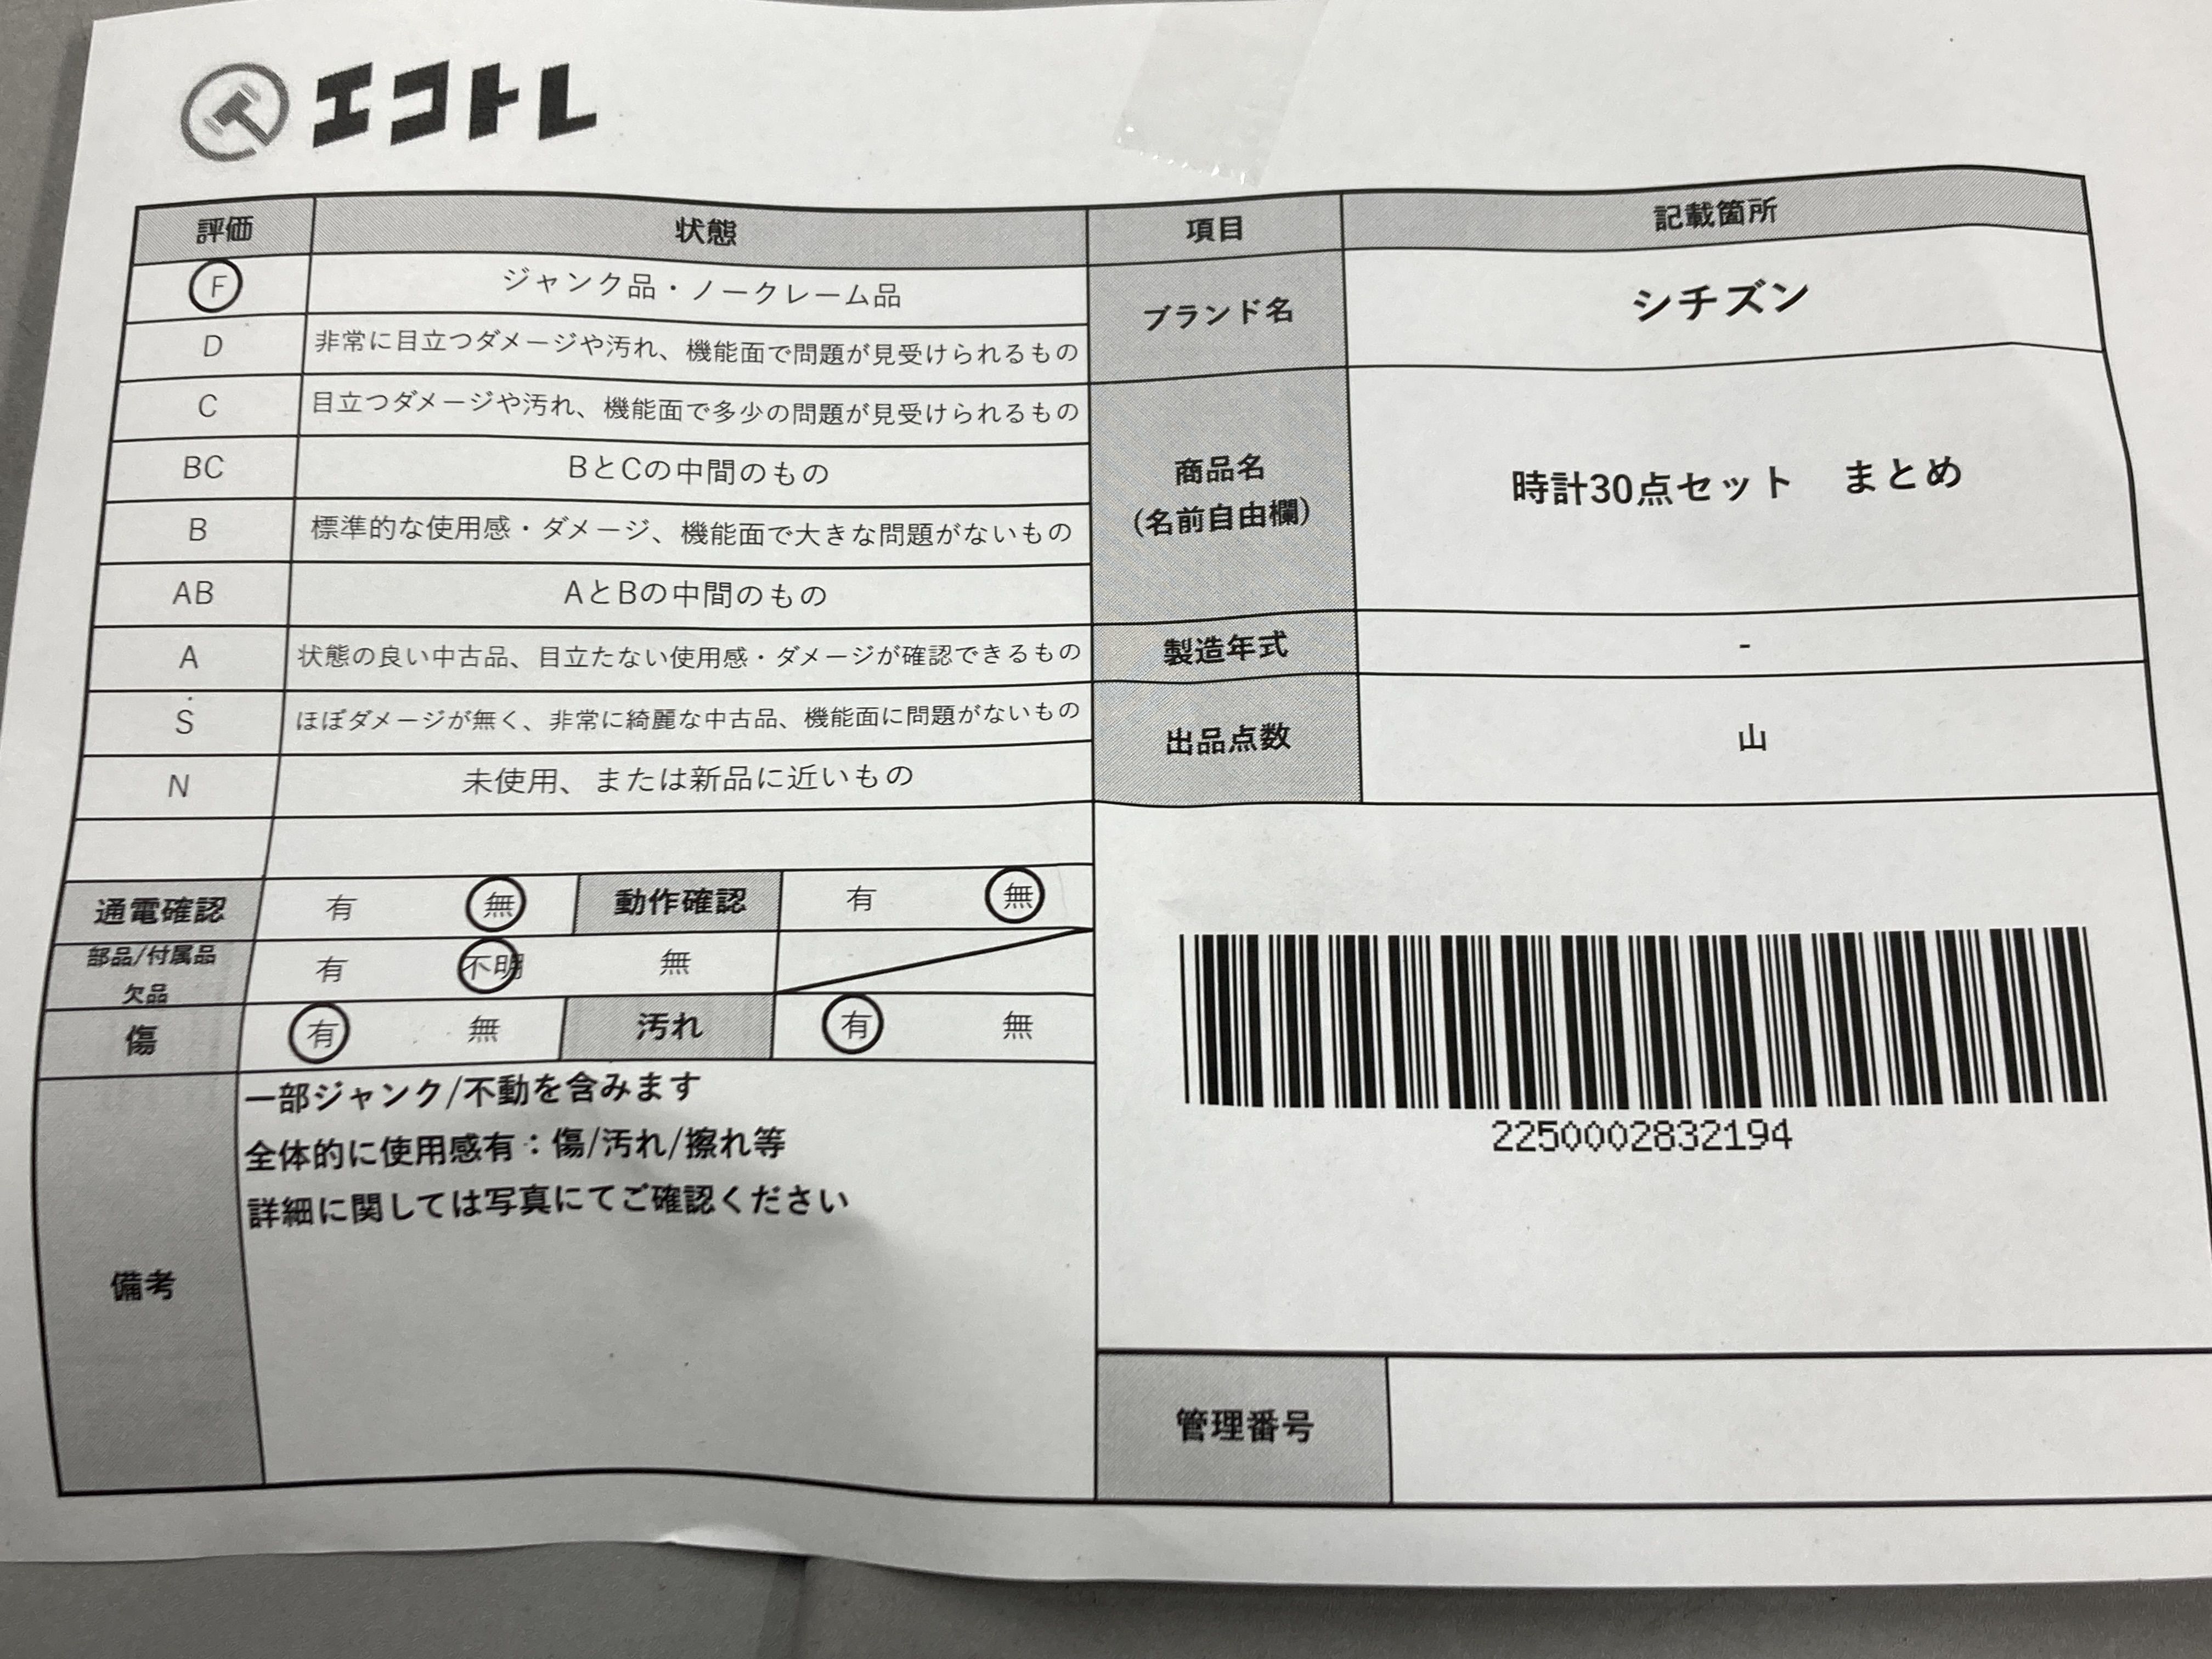 エコトレ
評価 状態 項目 記載箇所
F ジャンク品・ノークレーム品
D 非常に目立つダメージや汚れ、機能面で問題が見受けられるもの
C 目立つダメージや汚れ、機能面で多少の問題が見受けられるもの
BC BとCの中間のもの
B 標準的な使用感・ダメージ、機能面で大きな問題がないもの
AB AとBの中間のもの
A 状態の良い中古品、目立たない使用感・ダメージが確認できるもの
S ほぼダメージが無く、非常に綺麗な中古品、機能面に問題がないもの
N 未使用、または新品に近いもの
ブランド名 シチズン
商品名
(名前自由欄)
時計30点セット　まとめ
製造年式 -
出品点数 山
通電確認 有 無 動作確認 有 無
部品/付属品
欠品
有 不明 無
傷 有 無 汚れ 有 無
備考
一部ジャンク/不動を含みます
全体的に使用感有：傷/汚れ/擦れ等
詳細に関しては写真にてご確認ください
2250002832194
管理番号